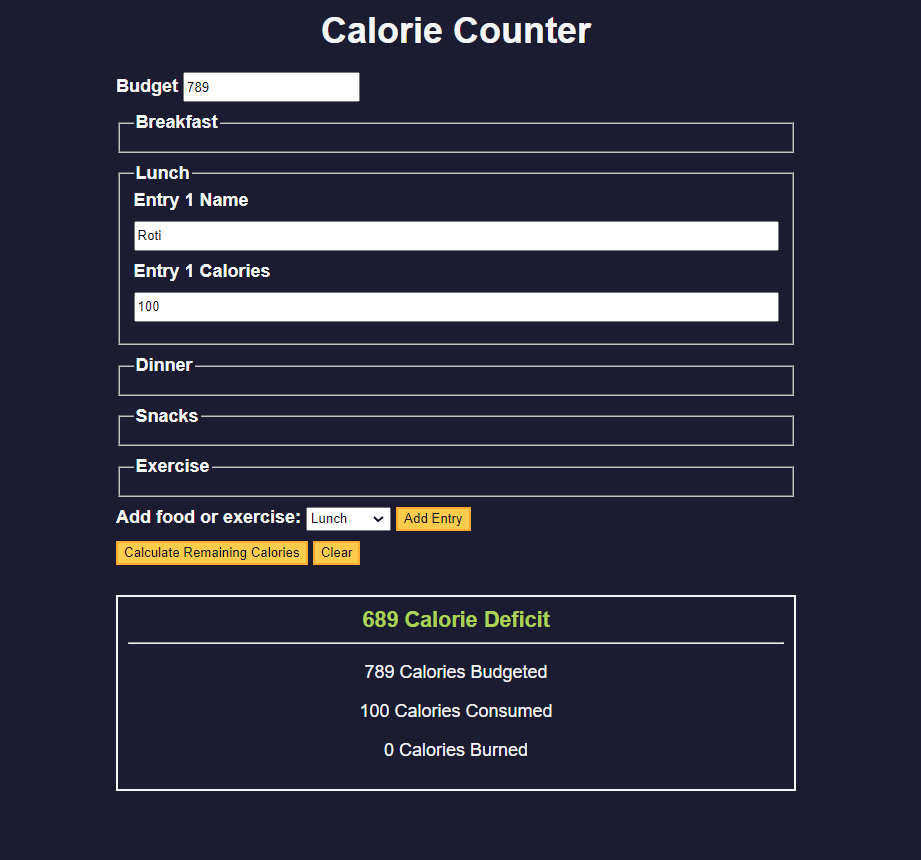 Calorie Counter
Budget 789
Breakfast
Lunch
Entry 1 Name
Roti
Entry 1 Calories
100
Dinner
Snacks
Exercise
Add food or exercise: Lunch Add Entry
Calculate Remaining Calories Clear
689 Calorie Deficit
789 Calories Budgeted
100 Calories Consumed
0 Calories Burned